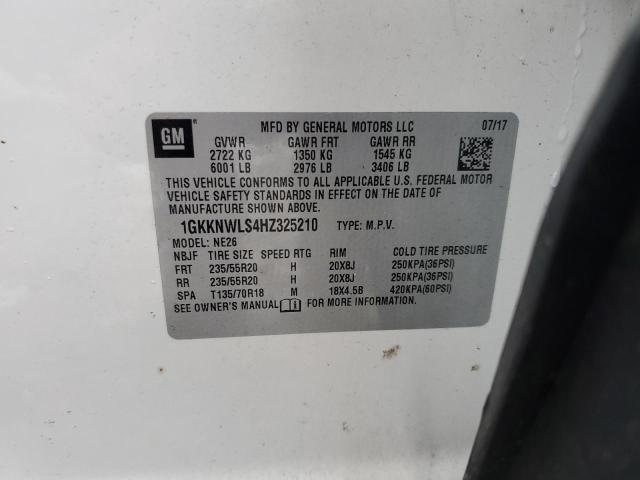 GM ®
MFD BY GENERAL MOTORS LLC 07/17
GVWR GAWR FRT GAWR RR
2722 KG 1350 KG 1545 KG
6001 LB 2976 LB 3406 LB
THIS VEHICLE CONFORMS TO ALL APPLICABLE U.S. FEDERAL MOTOR
VEHICLE SAFETY STANDARDS IN EFFECT ON THE DATE OF
MANUFACTURE SHOWN ABOVE.
1GKKNWLS4HZ325210 TYPE: M.P.V.
MODEL: NE26
NBJF TIRE SIZE SPEED RTG RIM COLD TIRE PRESSURE
FRT 235/55R20 H 20X8J 250KPA(36PSI)
RR 235/55R20 H 20X8J 250KPA(36PSI)
SPA T135/70R18 M 18X4.5B 420KPA(60PSI)
SEE OWNER'S MANUAL FOR MORE INFORMATION.